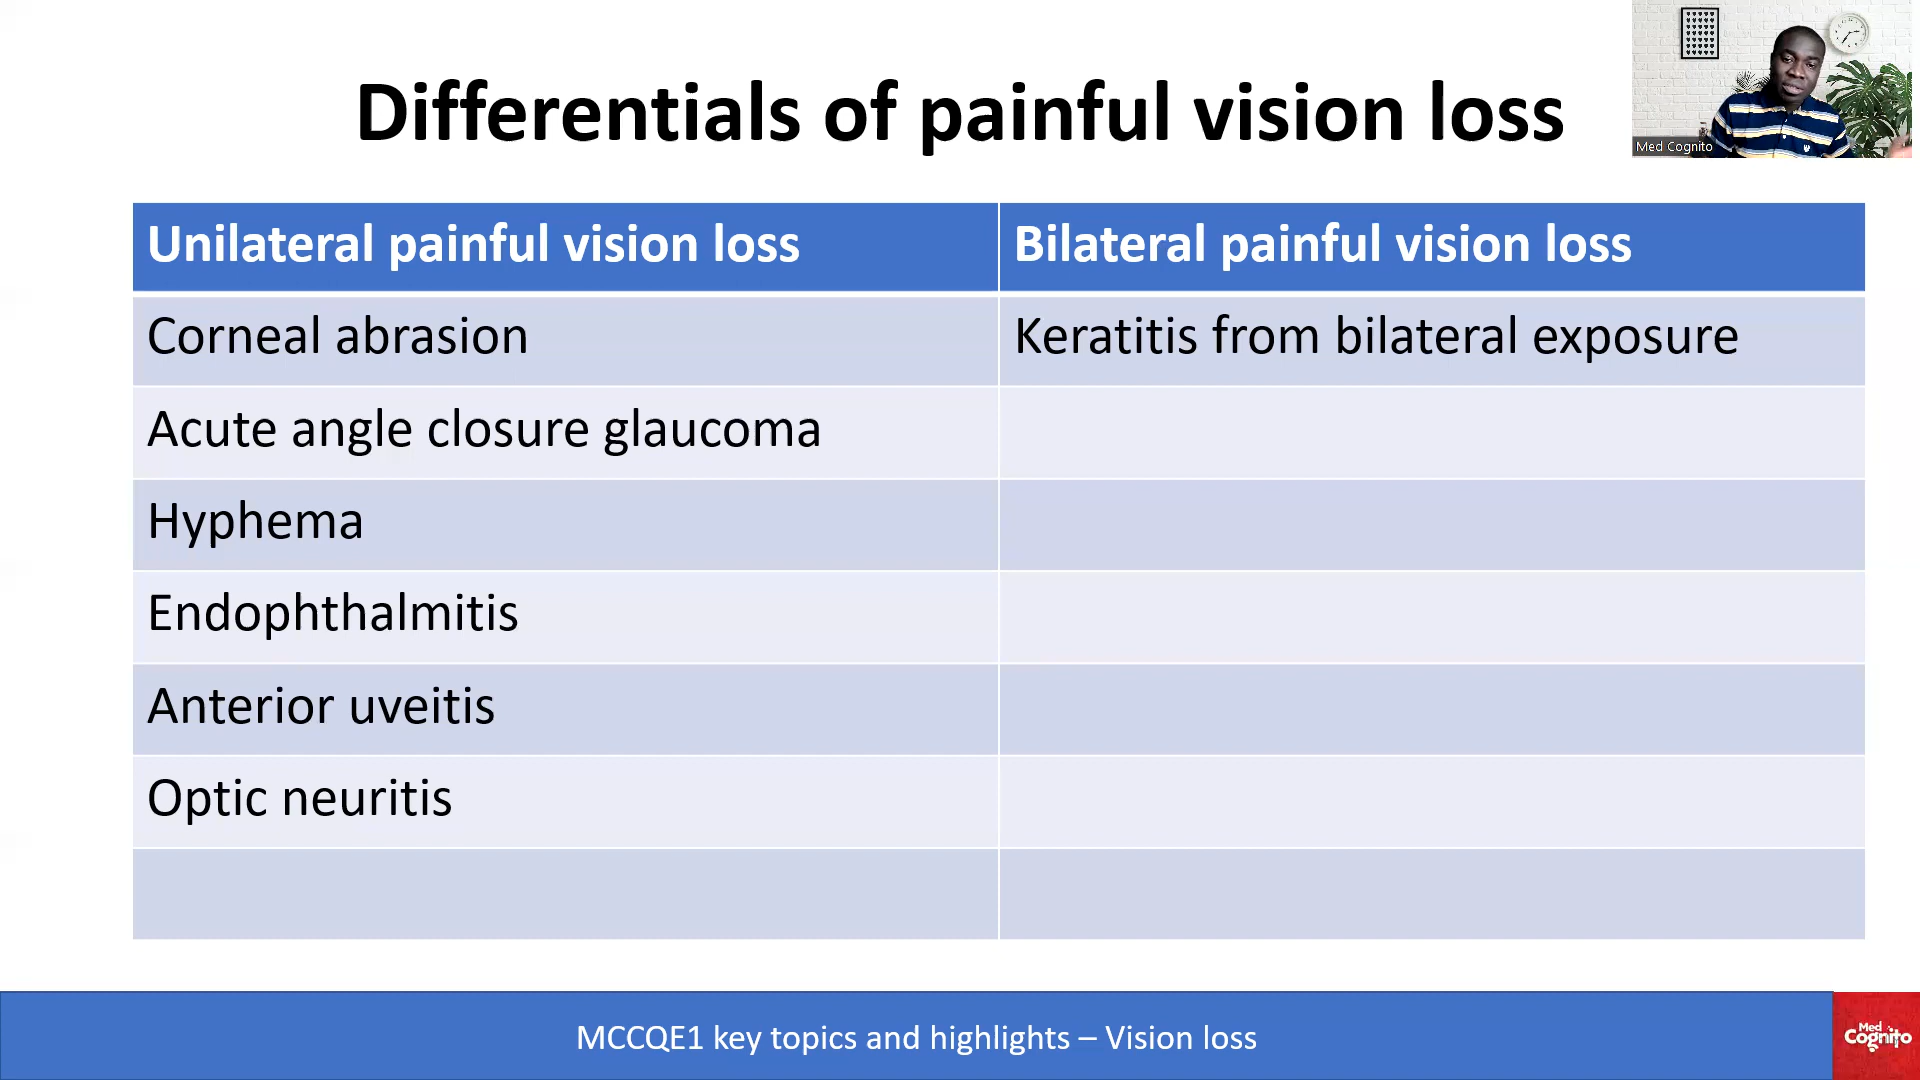 Differentials of painful vision loss
Med Cognito
Unilateral painful vision loss
Bilateral painful vision loss
Corneal abrasion
Keratitis from bilateral exposure
Acute angle closure glaucoma
Hyphema
Endophthalmitis
Anterior uveitis
Optic neuritis
MCCQE1 key topics and highlights – Vision loss
Med
Cognito